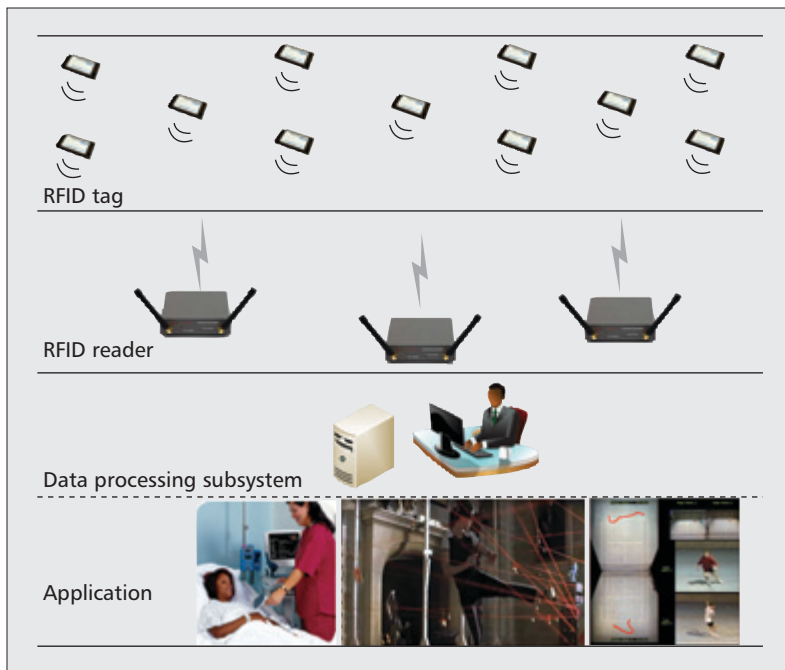 RFID tag
RFID reader
Data processing subsystem
Application